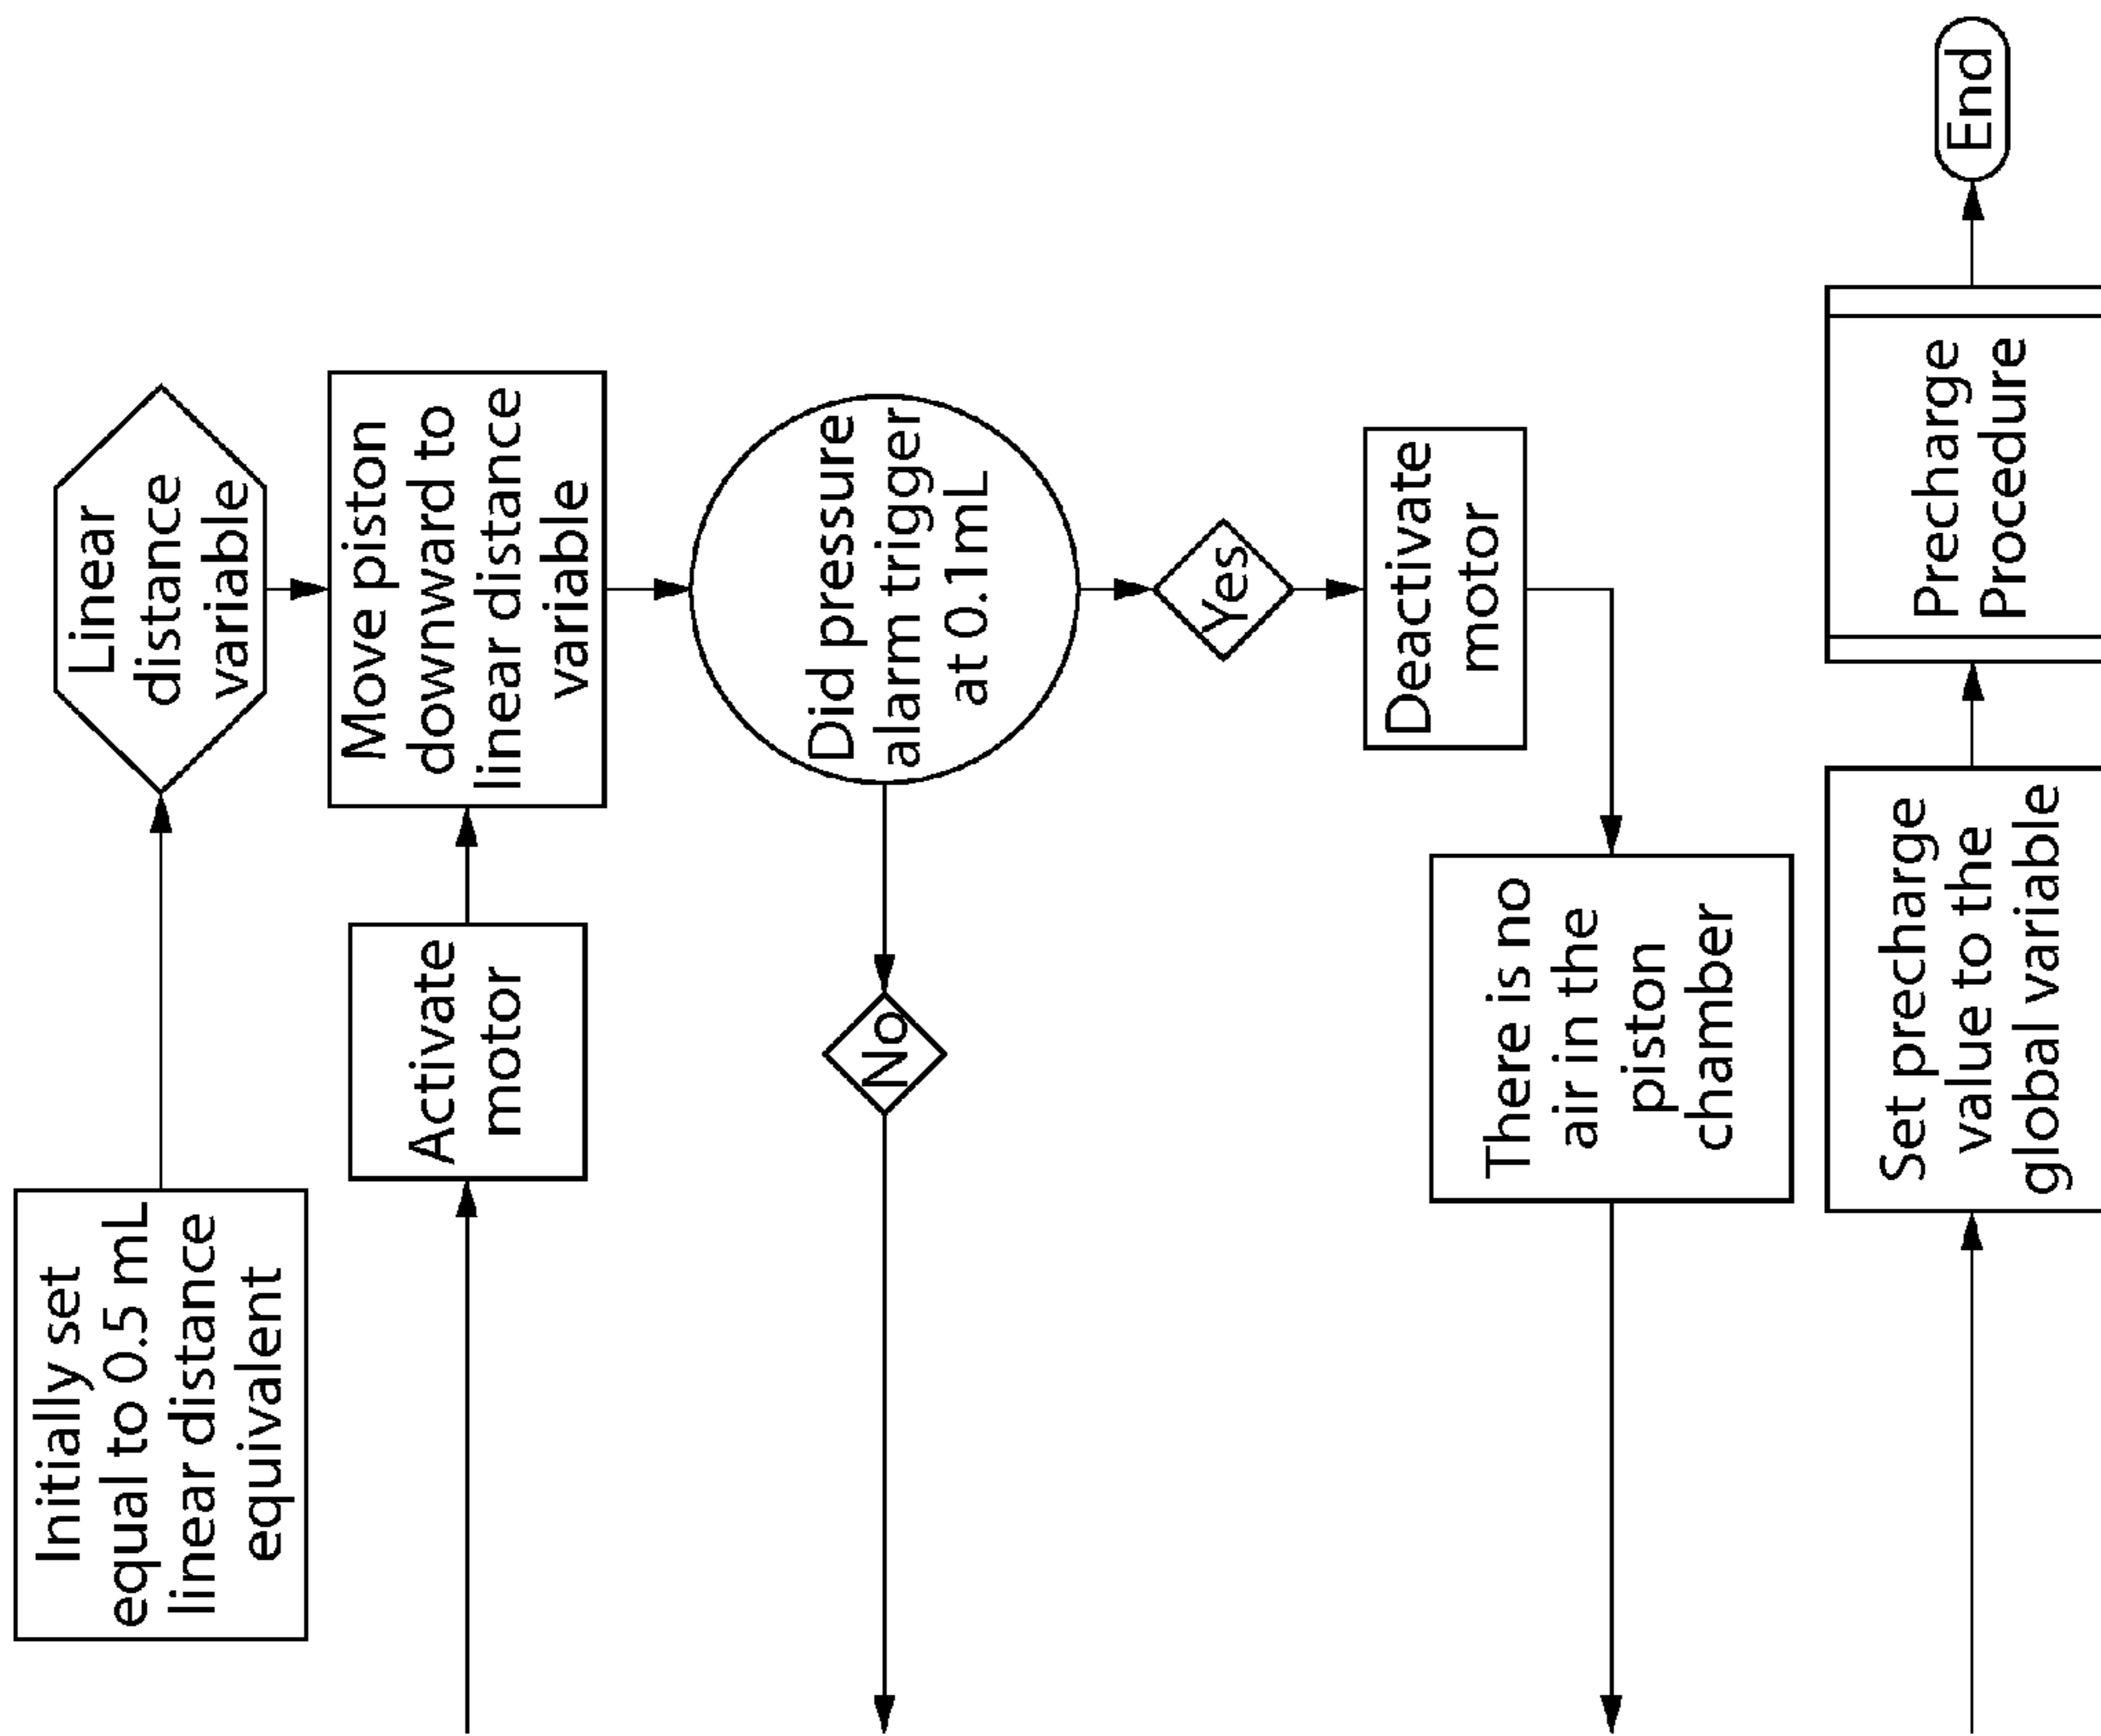 Initially set
equal to 0.5 mL
linear distance
equivalent
Linear
distance
variable
Activate
motor
Move piston
downward to
linear distance
variable
Did pressure
alarm trigger
at 0.1mL
No
Yes
Deactivate
motor
There is no
air in the
piston
chamber
Set precharge
value to the
global variable
Precharge
Procedure
End